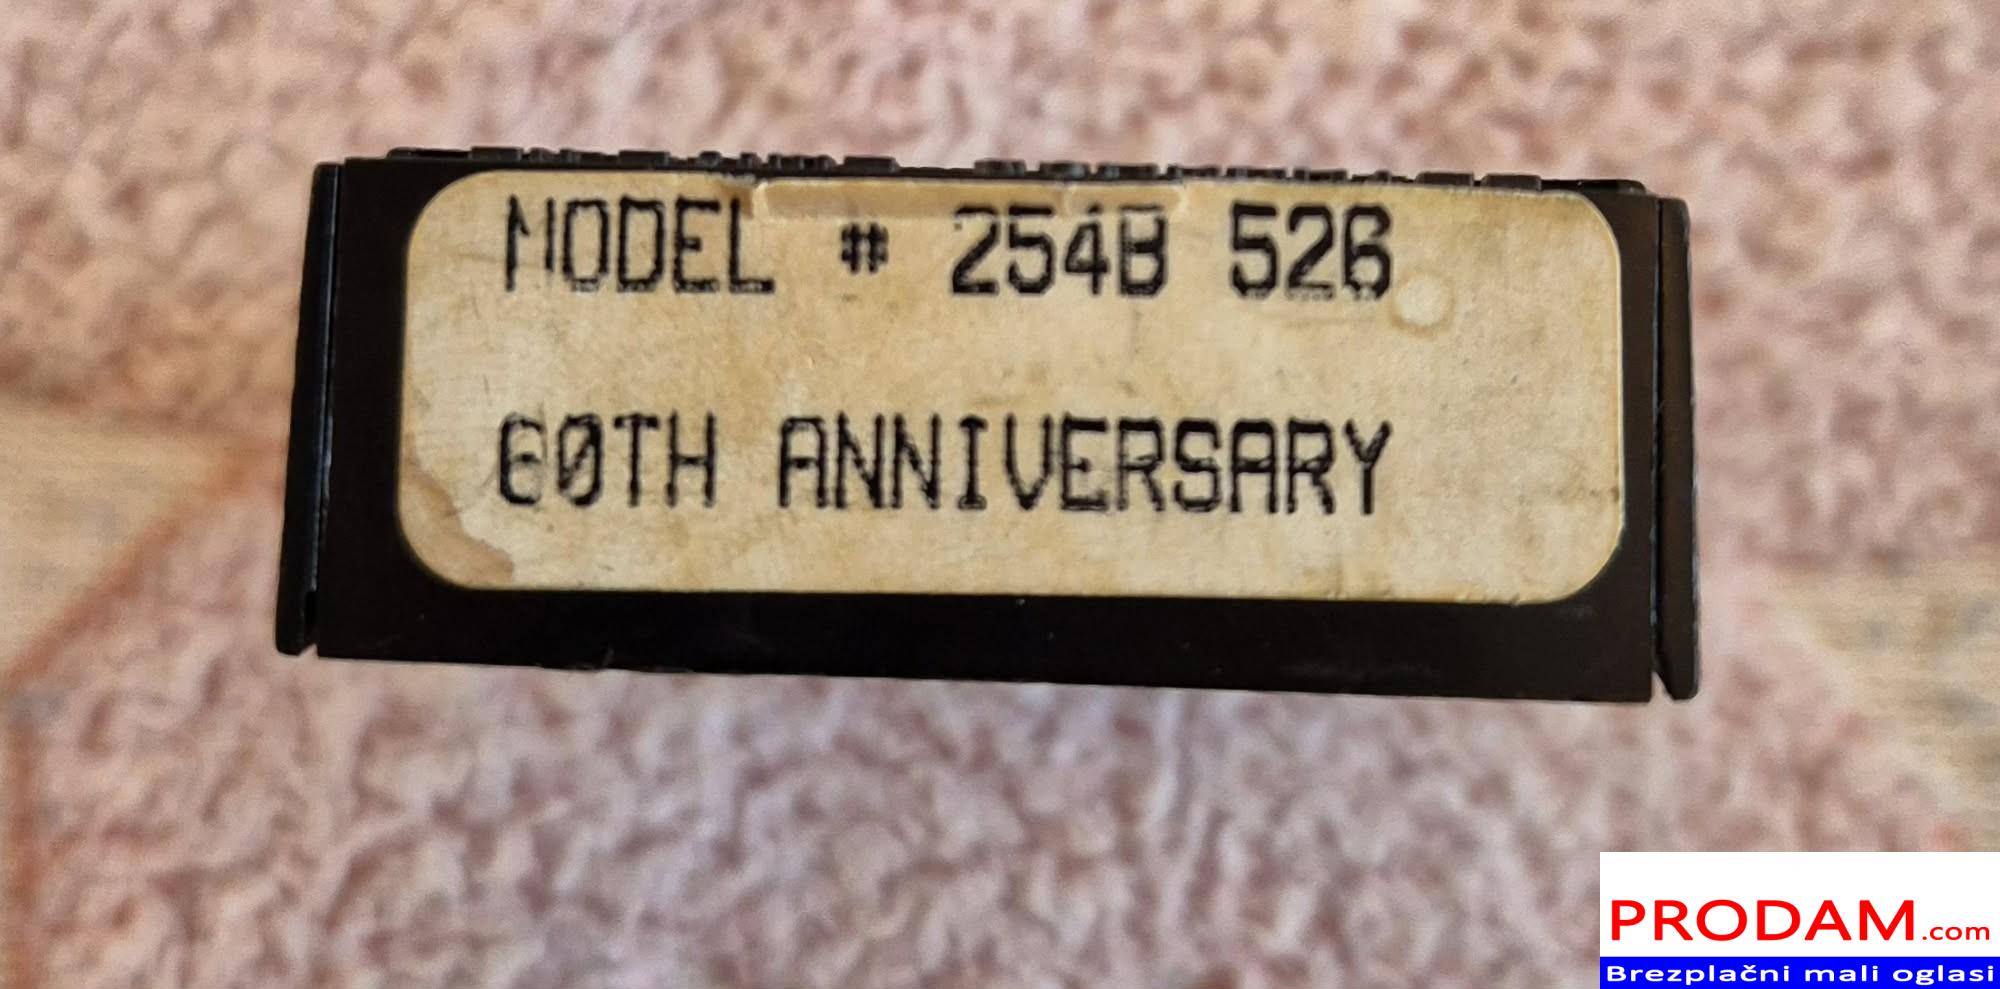 MODEL # 254B 526
60TH ANNIVERSARY
PRODAM.com
Brezplačni mali oglasi